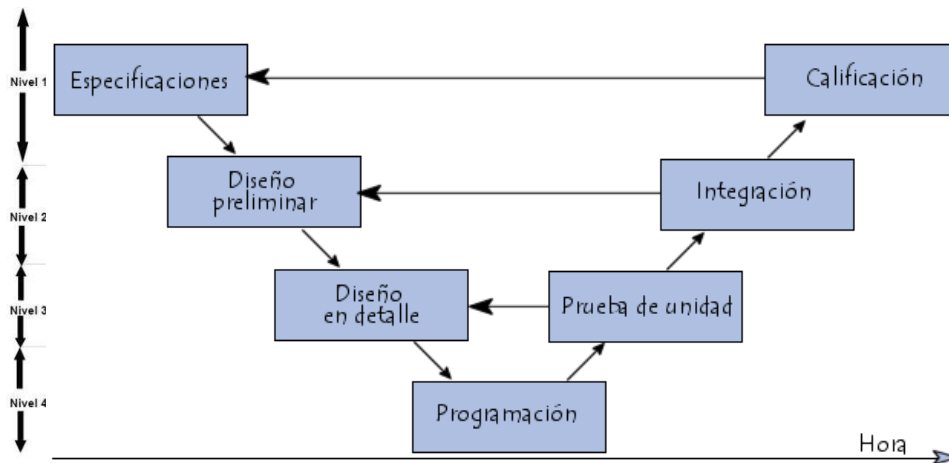 Nivel 1
Especificaciones
Calificación
Nivel 2
Diseño
preliminar
Integración
Nivel 3
Diseño
en detalle
Prueba de unidad
Nivel 4
Programación
Hora